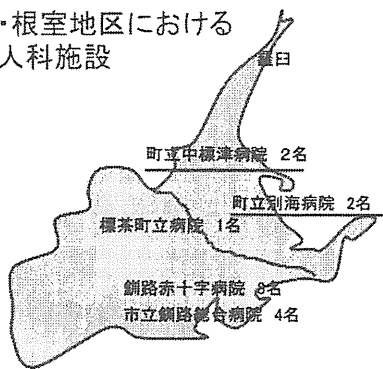 ・根室地区における
人科施設
羅臼
町立中標津病院 2名
町立別海病院 2名
標茶町立病院 1名
釧路赤十字病院 8名
市立釧路総合病院 4名